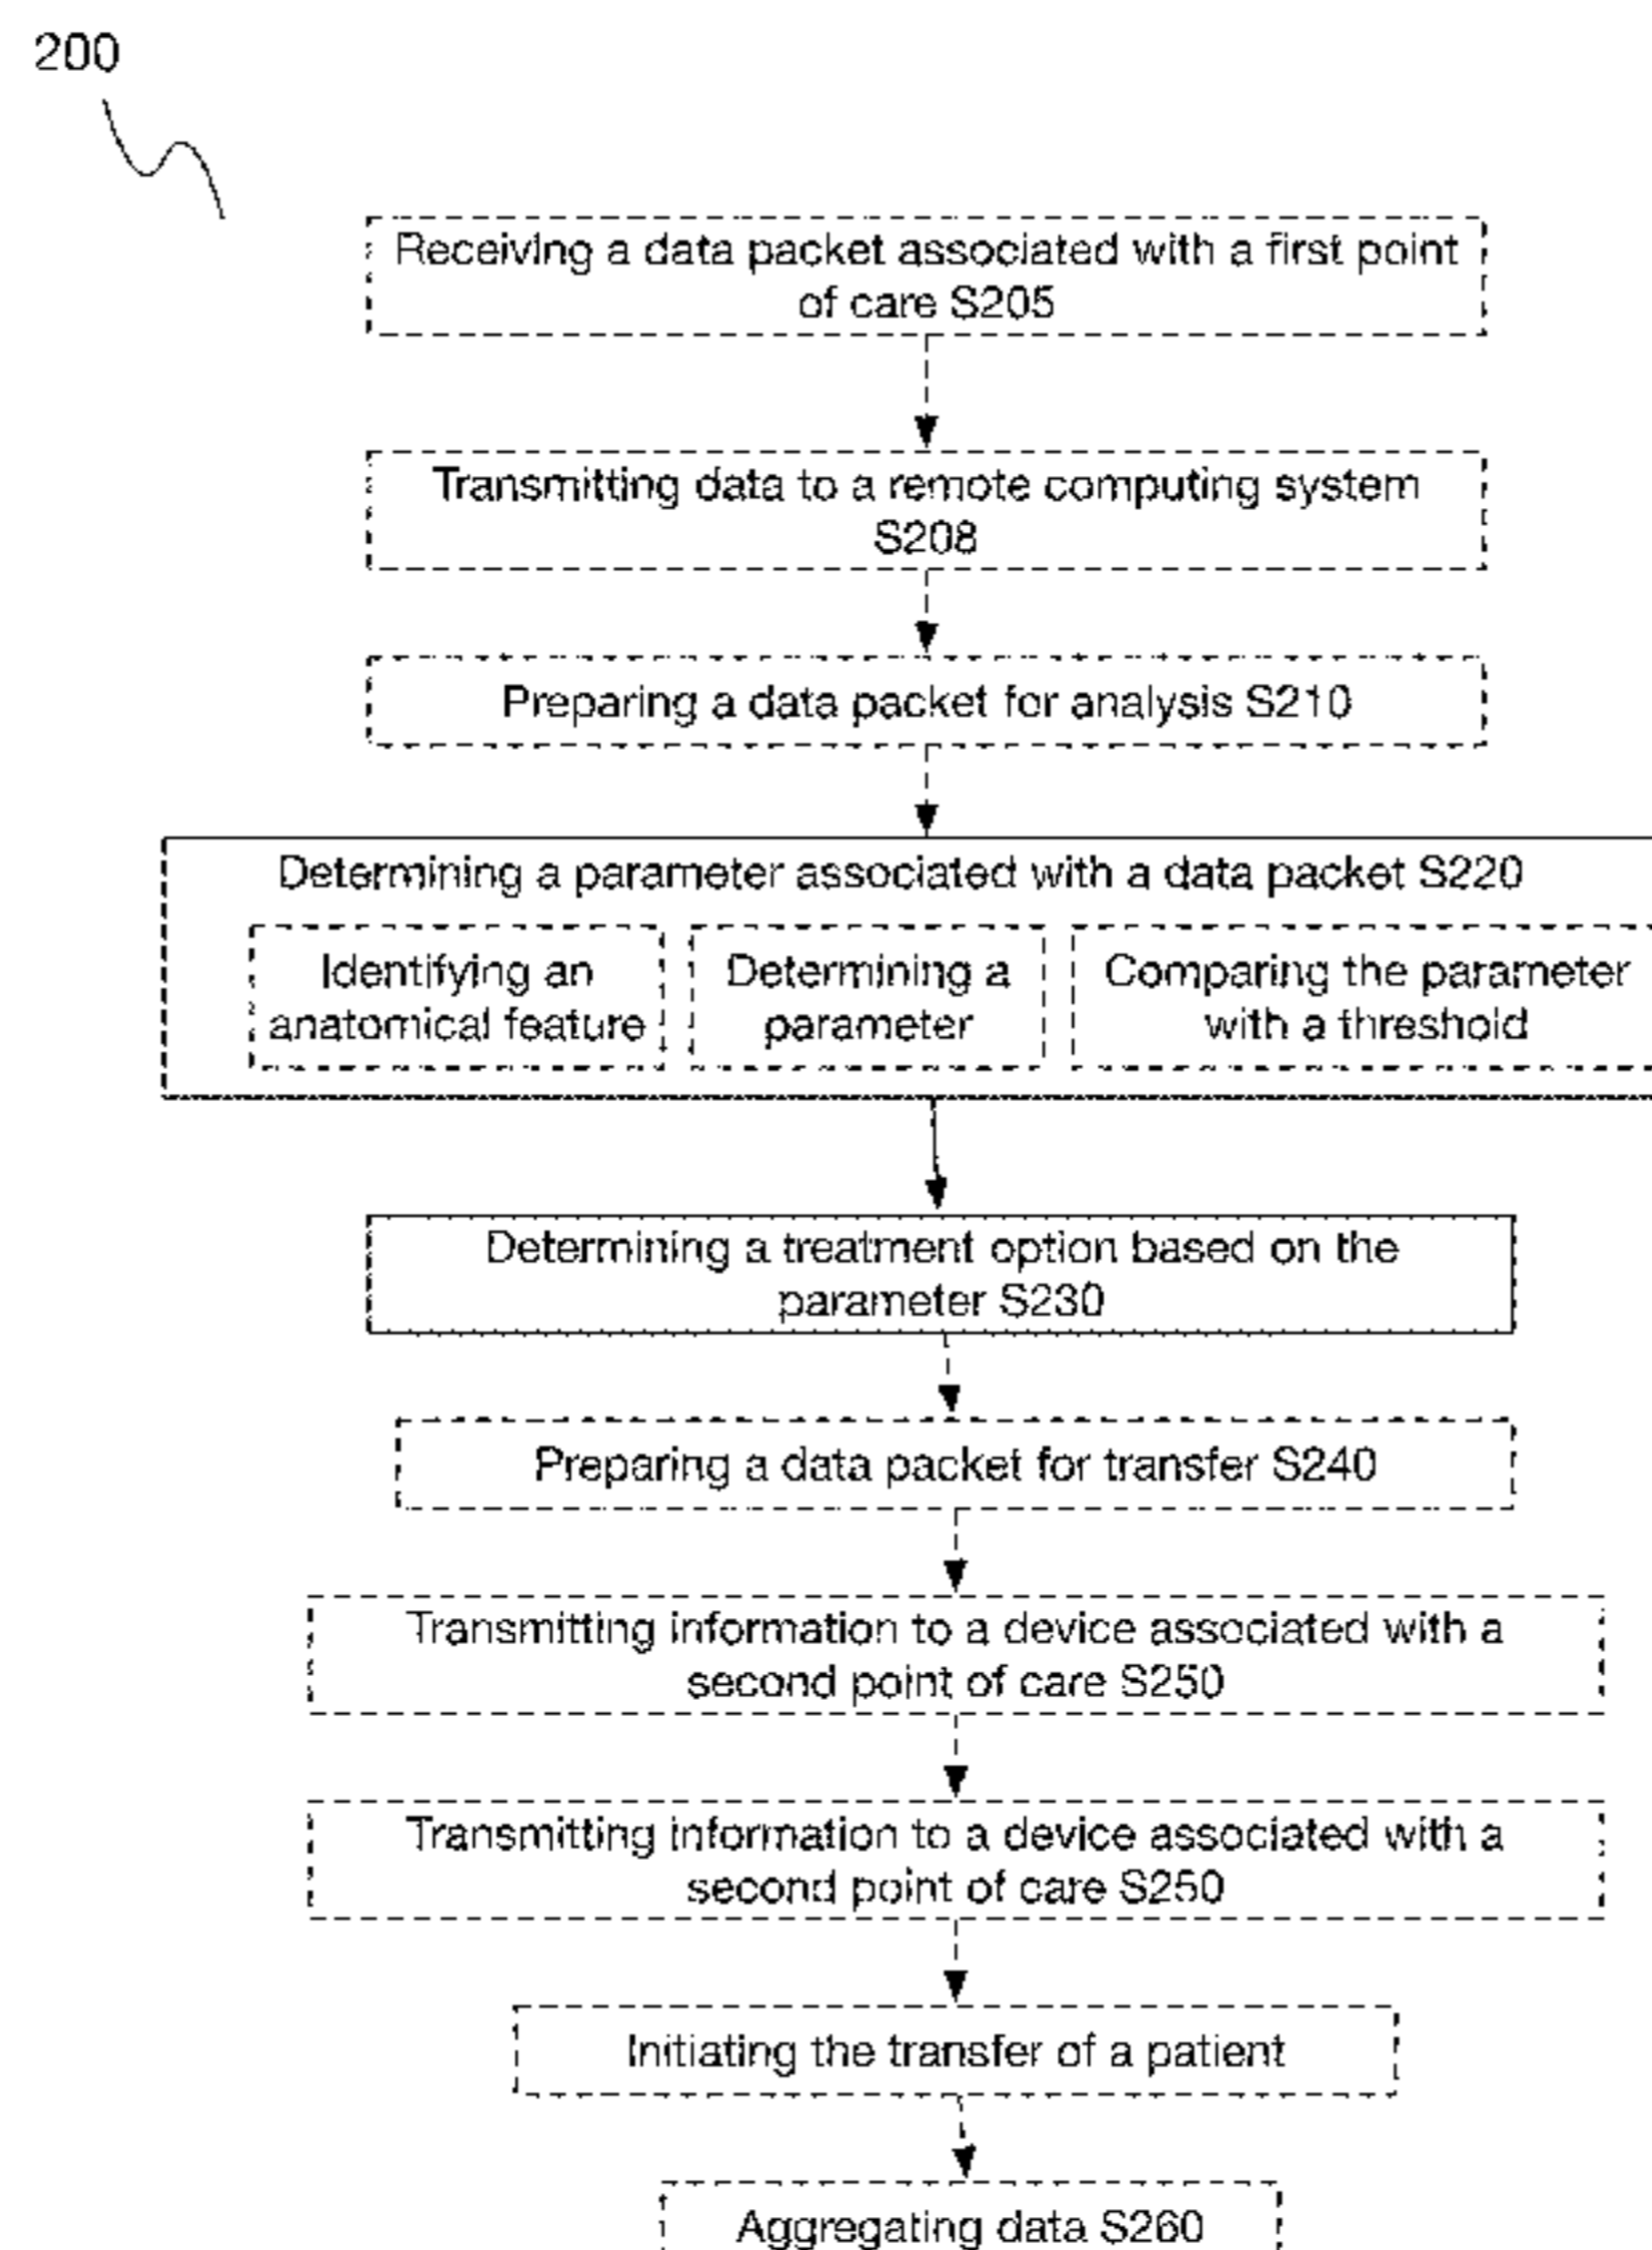 200
Receiving a data packet associated with a first point
of care S205
Transmitting data to a remote computing system
S208
Preparing a data packet for analysis S210
Determining a parameter associated with a data packet S220
Identifying an
anatomical feature
Determining a
parameter
Comparing the parameter
with a threshold
Determining a treatment option based on the
parameter S230
Preparing a data packet for transfer S240
Transmitting information to a device associated with a
second point of care S250
Transmitting information to a device associated with a
second point of care S250
Initiating the transfer of a patient
Aggregating data S260